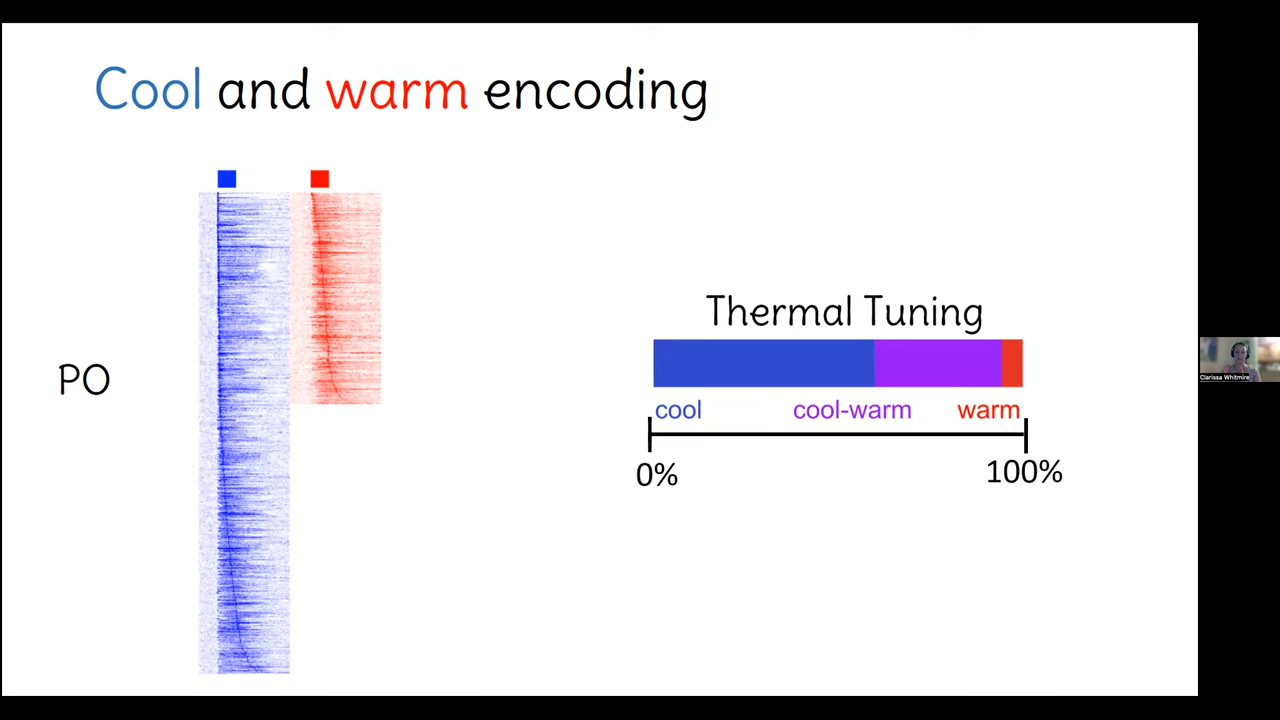 Cool and warm encoding
PO
Thermal Tuning
cool cool-warm warm
0% 100%
Clarissa Whitmire